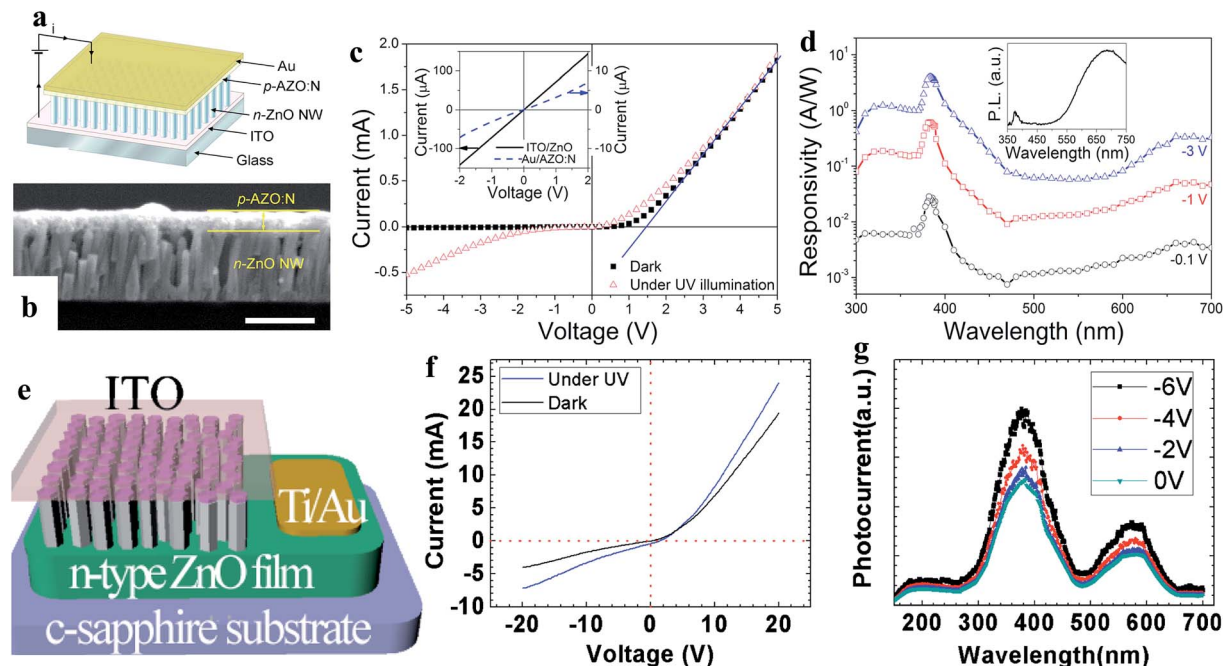 a
i
Au
p-AZO:N
n-ZnO NW
ITO
Glass
b
p-AZO:N
n-ZnO NW
c
Current (mA)
2.0
1.5
1.0
0.5
0.0
-0.5
-5 -4 -3 -2 -1 0 1 2 3 4 5
Voltage (V)
Dark
Under UV illumination
Current (µA)
100
0
-100
10
0
-10
Current (µA)
ITO/ZnO
Au/AZO:N
-2 -1 0 1 2
Voltage (V)
d
Responsivity (A/W)
10^1
10^0
10^-1
10^-2
10^-3
300 400 500 600 700
Wavelength (nm)
-3 V
-1 V
-0.1 V
P.L. (a.u.)
350 450 550 650 750
Wavelength (nm)
e
ITO
Ti/Au
n-type ZnO film
c-sapphire substrate
f
Under UV
Dark
Current (mA)
25
20
15
10
5
0
-5
-10
-20 -10 0 10 20
Voltage (V)
g
-6V
-4V
-2V
0V
Photocurrent(a.u.)
200 300 400 500 600 700
Wavelength(nm)